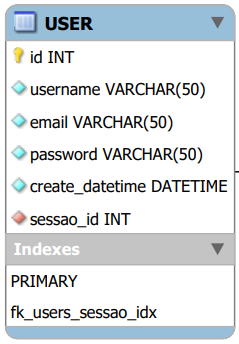 USER
id INT
username VARCHAR(50)
email VARCHAR(50)
password VARCHAR(50)
create_datetime DATETIME
sessao_id INT
Indexes
PRIMARY
fk_users_sessao_idx